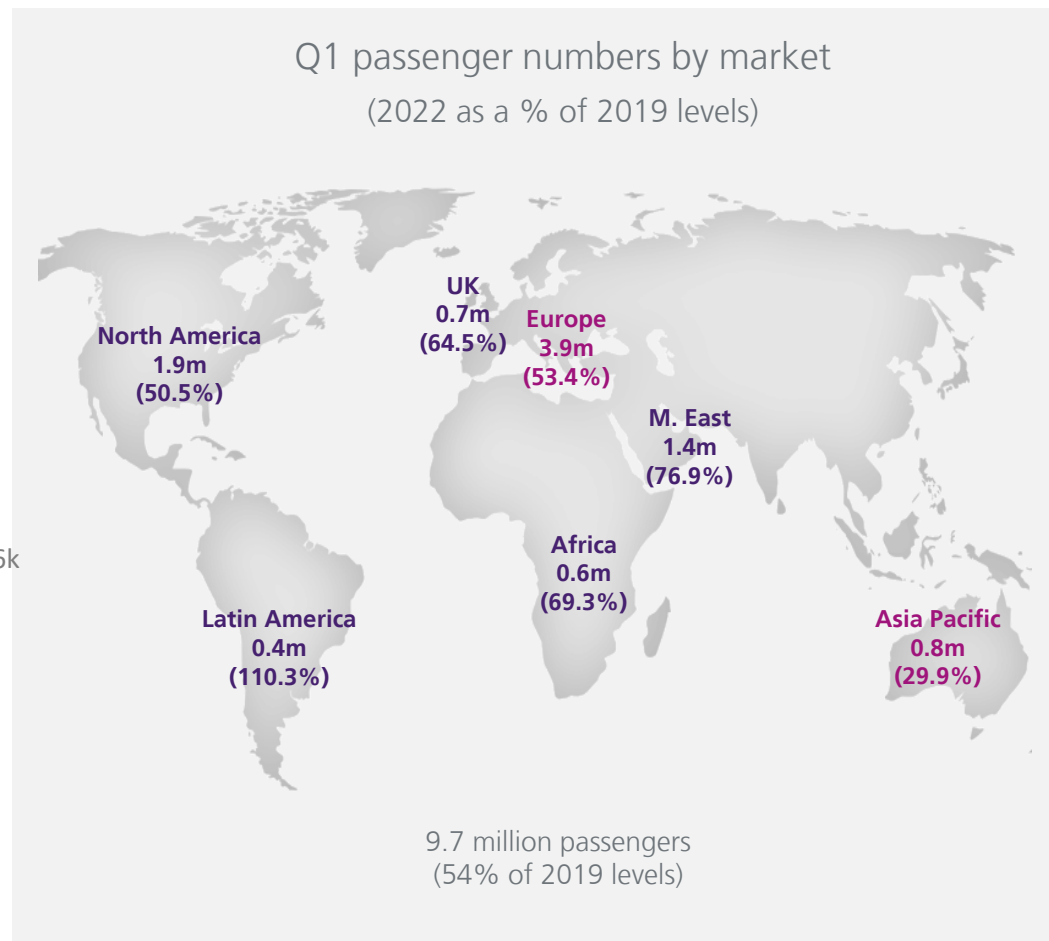 Q1 passenger numbers by market
(2022 as a % of 2019 levels)
UK
0.7m
(64.5%)
Europe
3.9m
(53.4%)
North America
1.9m
(50.5%)
M. East
1.4m
(76.9%)
Africa
0.6m
(69.3%)
Latin America
0.4m
(110.3%)
Asia Pacific
0.8m
(29.9%)
9.7 million passengers
(54% of 2019 levels)